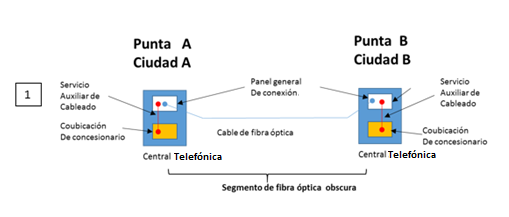 Punta A
Ciudad A
Punta B
Ciudad B
1
Servicio
Auxiliar de
Cableado
Panel general
De conexión.
Servicio
Auxiliar de
Cableado
Coubicación
De concesionario
Cable de fibra óptica
Coubicación
De concesionario
Central Telefónica
Central Telefónica
Segmento de fibra óptica obscura